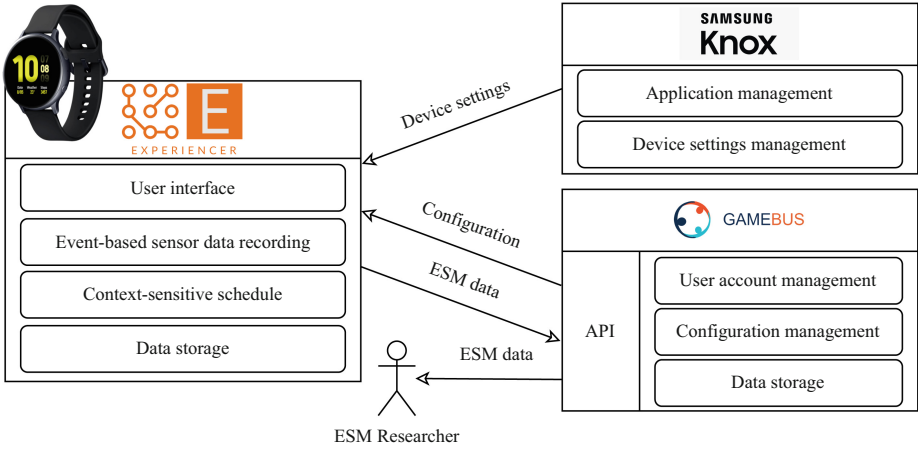 10
08
EXPERIENCER
E
User interface
Event-based sensor data recording
Context-sensitive schedule
Data storage
Device settings
Configuration
ESM data
ESM data
ESM Researcher
SAMSUNG
Knox
Application management
Device settings management
GAMEBUS
API
User account management
Configuration management
Data storage